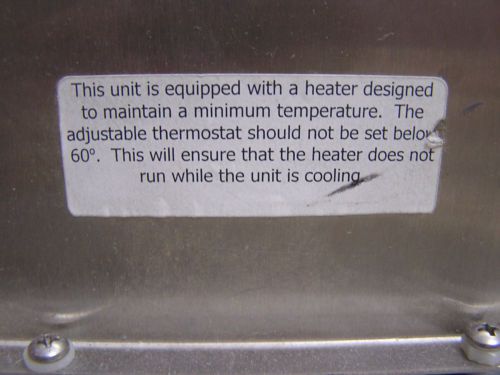 This unit is equipped with a heater designed
to maintain a minimum temperature. The
adjustable thermostat should not be set below
60°. This will ensure that the heater does not
run while the unit is cooling.